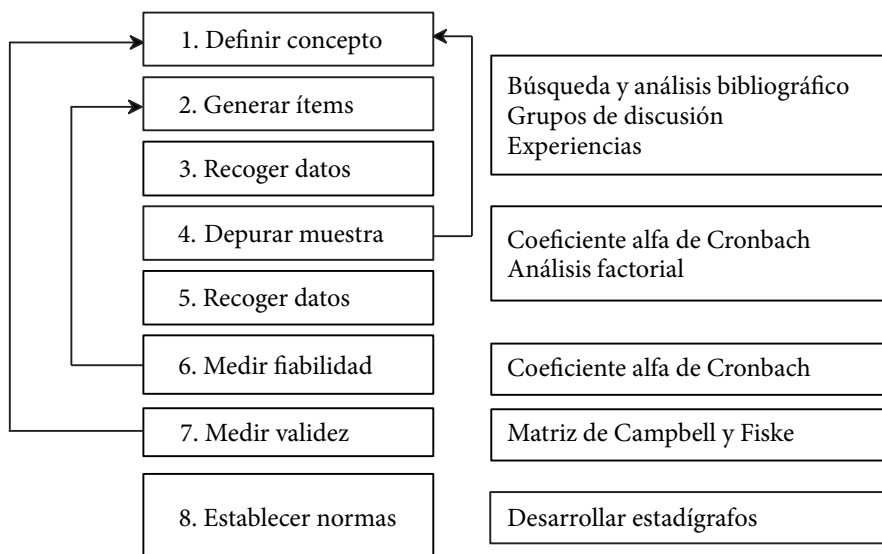 1. Definir concepto
2. Generar ítems
3. Recoger datos
4. Depurar muestra
5. Recoger datos
6. Medir fiabilidad
7. Medir validez
8. Establecer normas
Búsqueda y análisis bibliográfico
Grupos de discusión
Experiencias
Coeficiente alfa de Cronbach
Análisis factorial
Coeficiente alfa de Cronbach
Matriz de Campbell y Fiske
Desarrollar estadígrafos